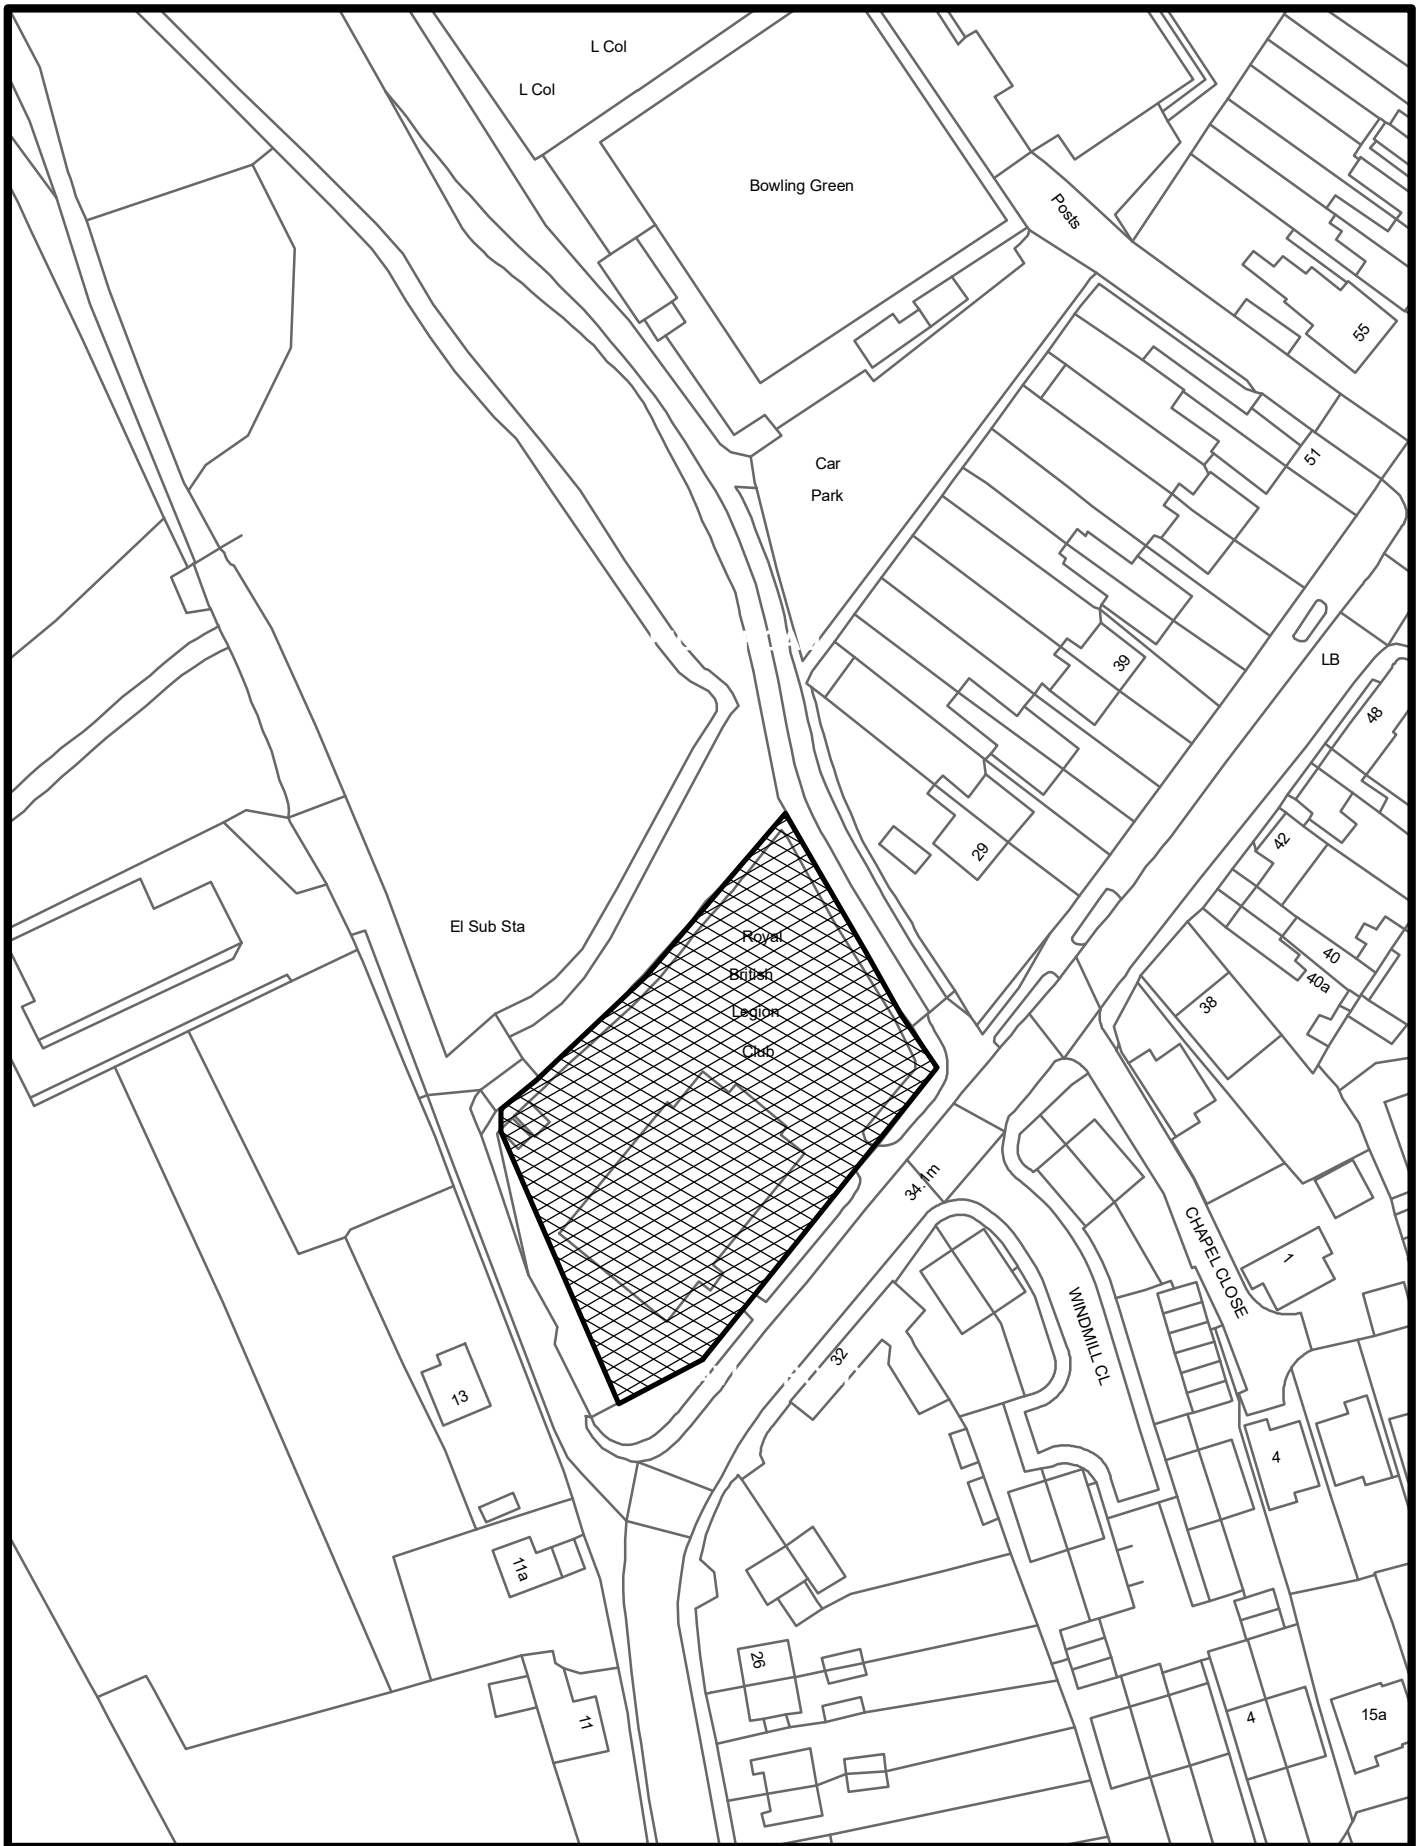 L Col
L Col
Bowling Green
Posts
55
Car
Park
51
39
LB
48
29
42
El Sub Sta
Royal
British
Legion
Club
40
40a
38
34.1m
CHAPEL CLOSE
1
WINDMILL CL
32
13
4
11a
26
11
4
15a